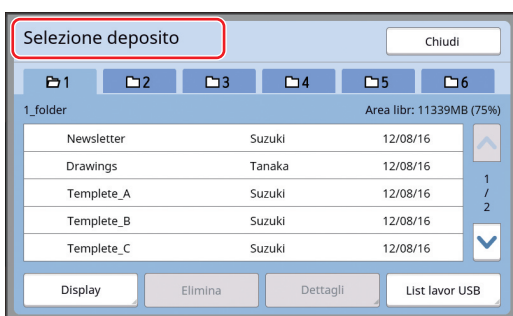 Selezione deposito
Chiudi
1 2 3 4 5 6
1_folder Area libr: 11339MB (75%)
Newsletter Suzuki 12/08/16
Drawings Tanaka 12/08/16
Templete_A Suzuki 12/08/16
Templete_B Suzuki 12/08/16
Templete_C Suzuki 12/08/16
1
/
2
Display Elimina Dettagli List lavor USB